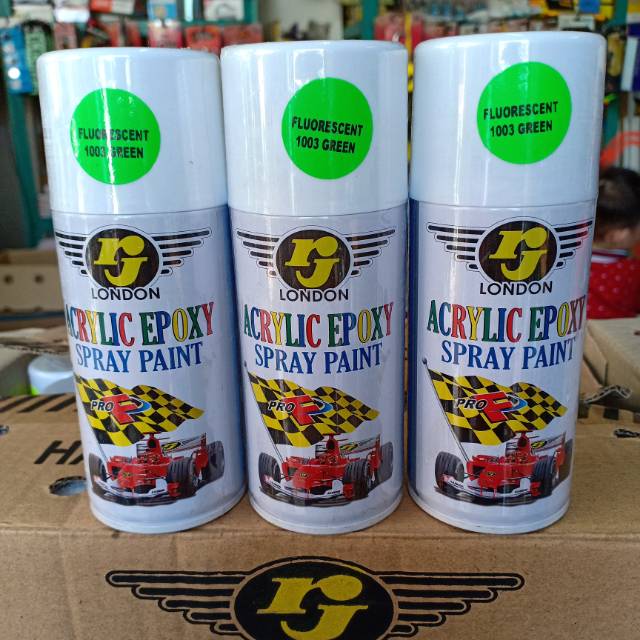 FLUORESCENT
1003 GREEN
rj
LONDON
ACRYLIC EPOXY
SPRAY PAINT
PRO
FLUORESCENT
1003 GREEN
rj
LONDON
ACRYLIC EPOXY
SPRAY PAINT
PRO
FLUORESCENT
1003 GREEN
rj
LONDON
ACRYLIC EPOXY
SPRAY PAINT
PRO
rj